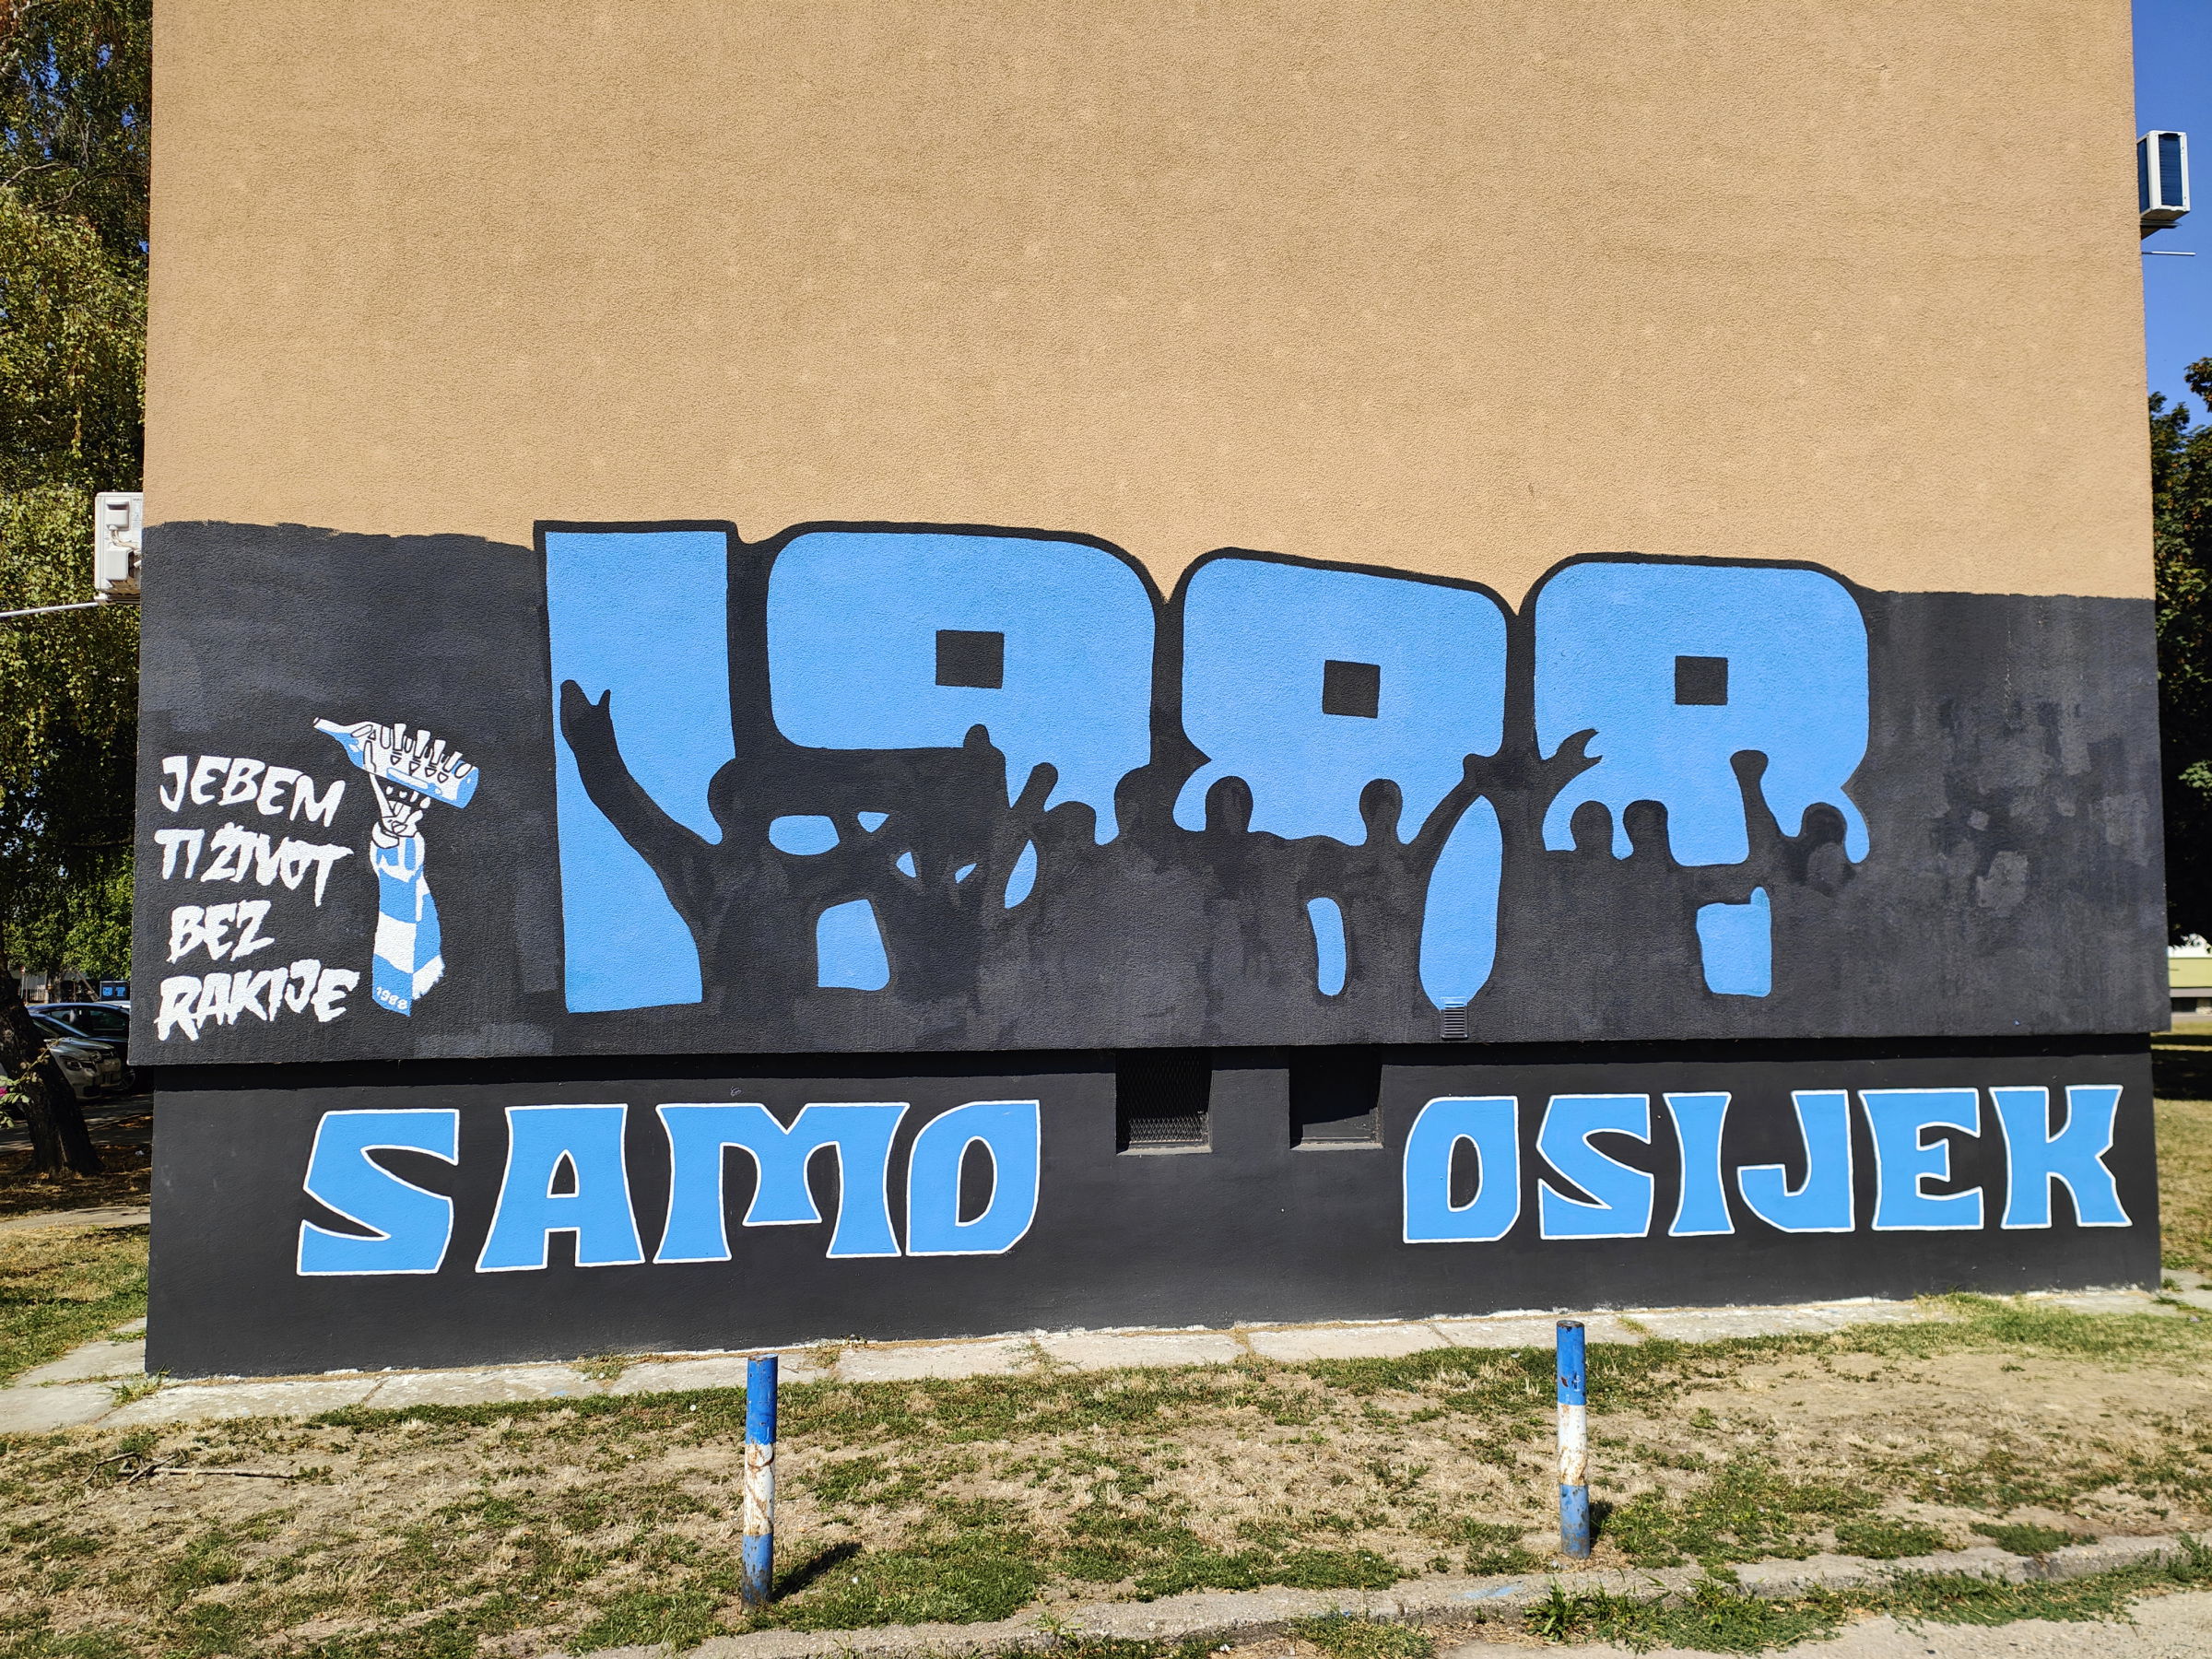 1988
JEBEM
TI ŽIVOT
BEZ
RAKIJE
1988
SAMO OSIJEK